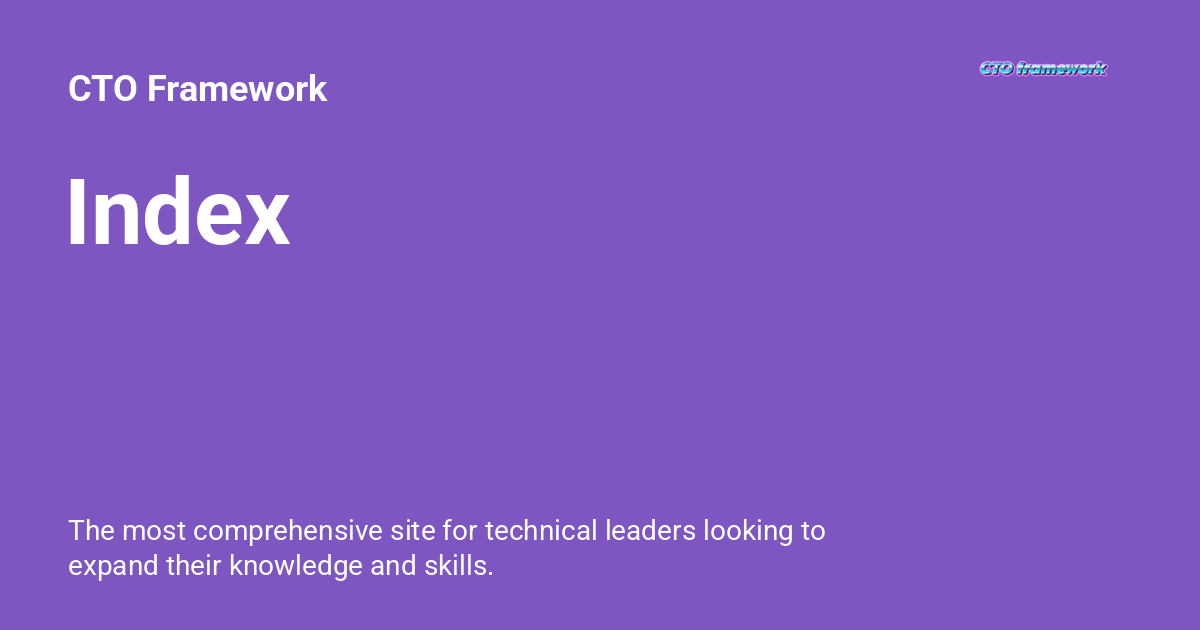 CTO Framework
CTO framework
Index
The most comprehensive site for technical leaders looking to
expand their knowledge and skills.